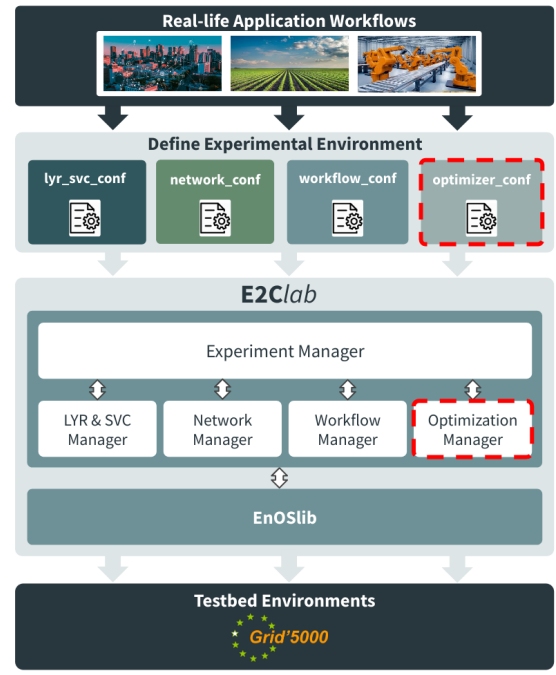 Real-life Application Workflows
Define Experimental Environment
lyr_svc_conf
network_conf
workflow_conf
optimizer_conf
E2Clab
Experiment Manager
LYR & SVC
Manager
Network
Manager
Workflow
Manager
Optimization
Manager
EnOSlib
Testbed Environments
Grid'5000